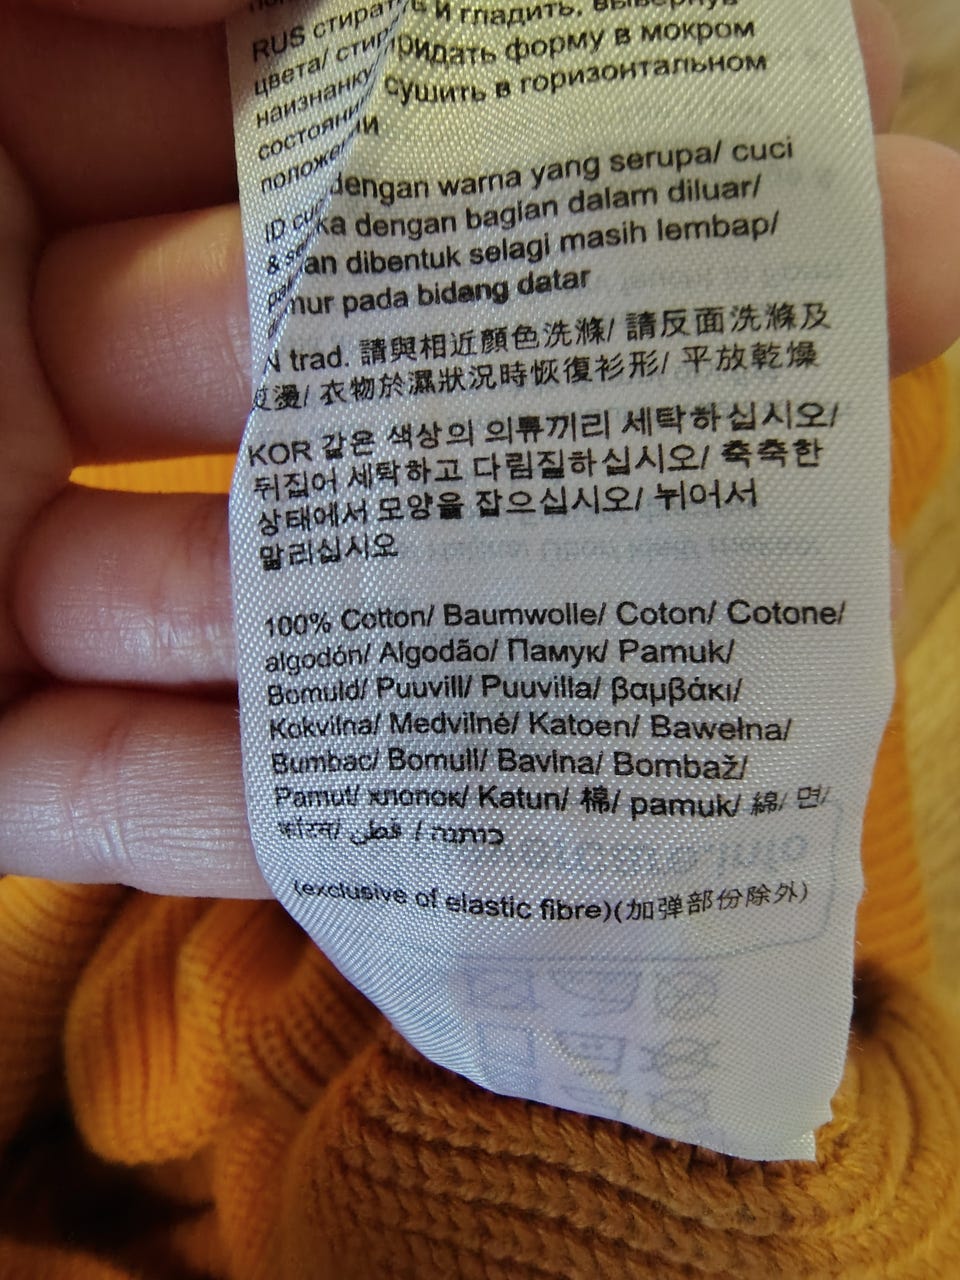 RUS стирать и гладить, вывернув
цвета/ стир придать форму в мокром
наизнанку сушить в горизонтальном
состоянии
положении
ID cuci dengan warna yang serupa/ cuci
& setrika dengan bagian dalam diluar/
pakaian dibentuk selagi masih lembap/
jemur pada bidang datar
N trad. 請與相近顏色洗滌/ 請反面洗滌及
反燙/ 衣物於濕狀況時恢復衫形/ 平放乾燥
KOR 같은 색상의 의류끼리 세탁하십시오/
뒤집어 세탁하고 다림질하십시오/ 축축한
상태에서 모양을 잡으십시오/ 뉘어서
말리십시오
100% Cotton/ Baumwolle/ Coton/ Cotone/
algodón/ Algodão/ Памук/ Pamuk/
Bomuld/ Puuvill/ Puuvilla/ βαμβάκι/
Kokvilna/ Medvilnė/ Katoen/ Bawełna/
Bumbac/ Bomull/ Bavlna/ Bombaž/
Pamut/ хлопок/ Katun/ 棉/ pamuk/ 綿/ 면/
قطن / כותנה
(exclusive of elastic fibre)(加弹部份除外)